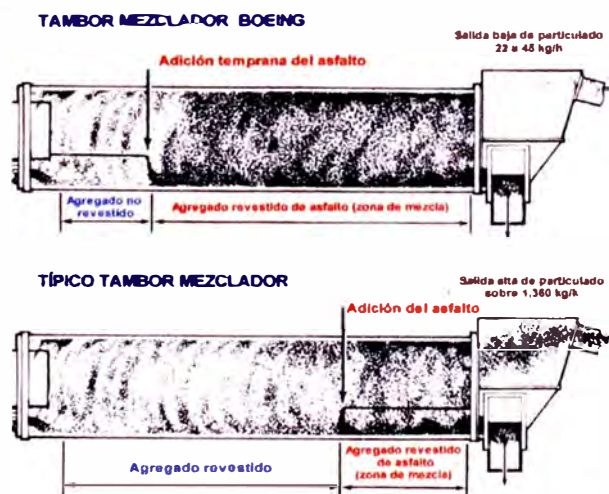 TAMBOR MEZCLADOR BOEING
Salida baja de particulado
22 a 45 kg/h
Adición temprana del asfalto
Agregado no
revestido
Agregado revestido de asfalto (zona de mezcla)
TÍPICO TAMBOR MEZCLADOR
Salida alta de particulado
sobre 1,360 kg/k
Adición del asfalto
Agregado revestido
Agregado revestido
de asfalto
(zona de mezcla)